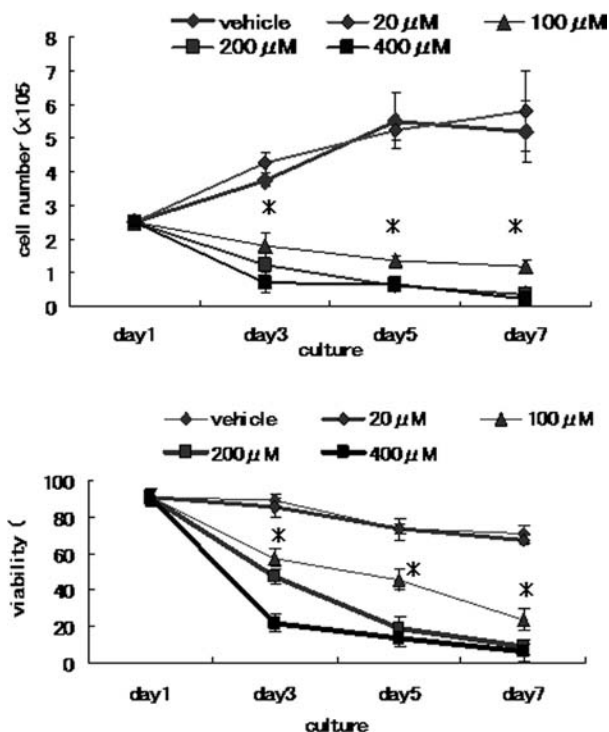 vehicle 20 μM 100 μM
200 μM 400 μM
8
7
6
5
4
3
2
1
0
cell number (x105
*
*
*
day1 day3 day5 day7
culture
vehicle 20 μM 100 μM
200 μM 400 μM
100
80
60
40
20
0
viability (
*
*
*
day1 day3 day5 day7
culture